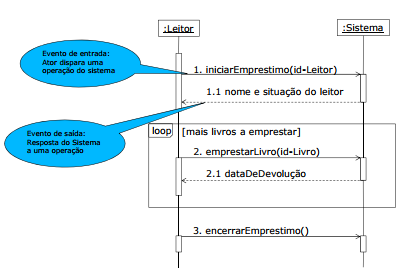 :Leitor
:Sistema
Evento de entrada:
Ator dispara uma
operação do sistema
1. iniciarEmprestimo(id-Leitor)
1.1 nome e situação do leitor
Evento de saída:
Resposta do Sistema
a uma operação
loop
[mais livros a emprestar]
2. emprestarLivro(id-Livro)
2.1 dataDeDevolução
3. encerrarEmprestimo()